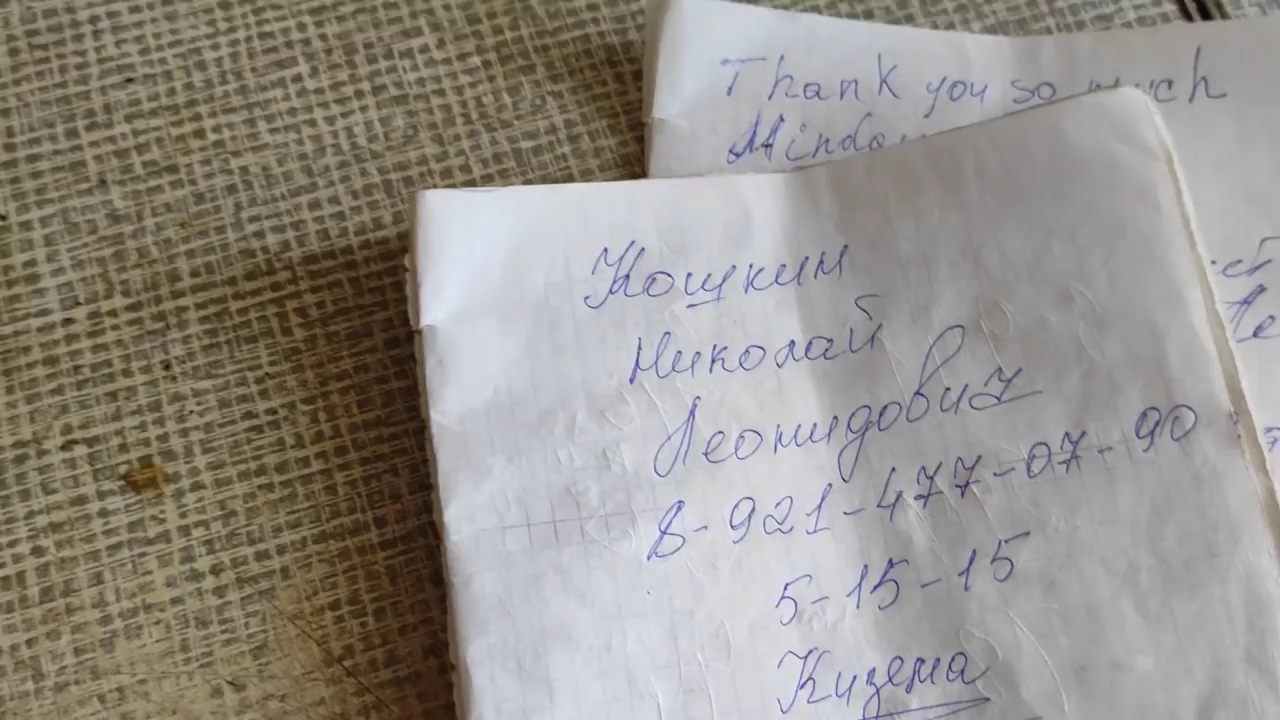 Thank you so much
Кошкин
Николай
Леонидович
8-921-477-07-90
5-15-15
Кизема